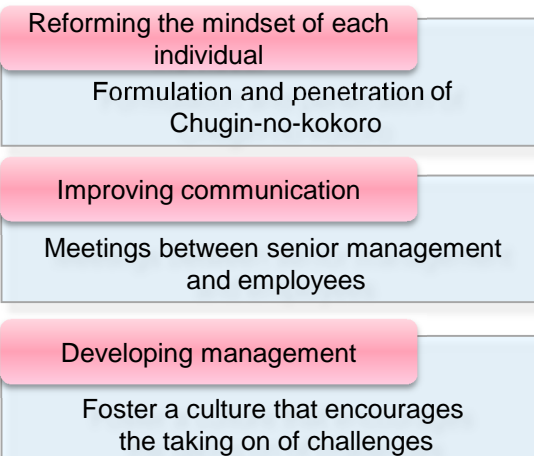 Reforming the mindset of each
individual
Formulation and penetration of
Chugin-no-kokoro
Improving communication
Meetings between senior management
and employees
Developing management
Foster a culture that encourages
the taking on of challenges